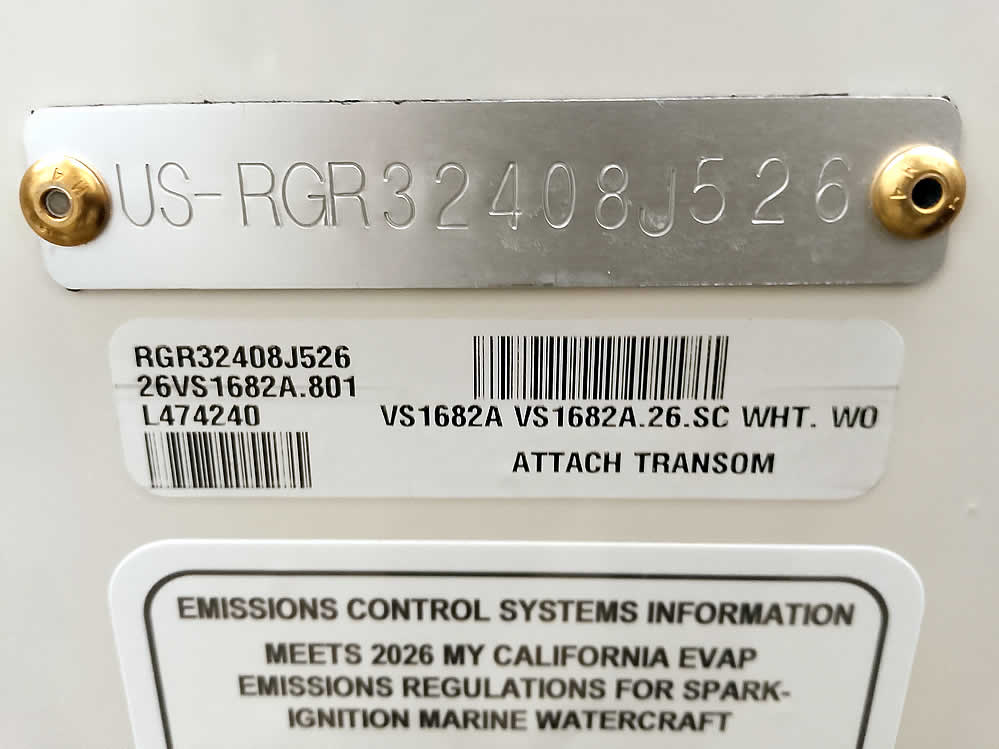 US-RGR32408J526
RGR32408J526
26VS1682A.801
L474240
VS1682A VS1682A.26.SC WHT. WO
ATTACH TRANSOM
EMISSIONS CONTROL SYSTEMS INFORMATION
MEETS 2026 MY CALIFORNIA EVAP
EMISSIONS REGULATIONS FOR SPARK-
IGNITION MARINE WATERCRAFT